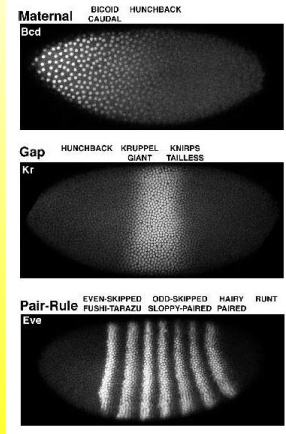 Maternal BICOID HUNCHBACK
CAUDAL
Bcd
Gap HUNCHBACK KRUPPEL KNIRPS
GIANT TAILLESS
Kr
Pair-Rule EVEN-SKIPPED ODD-SKIPPED HAIRY RUNT
FUSHI-TARAZU SLOPPY-PAIRED PAIRED
Eve